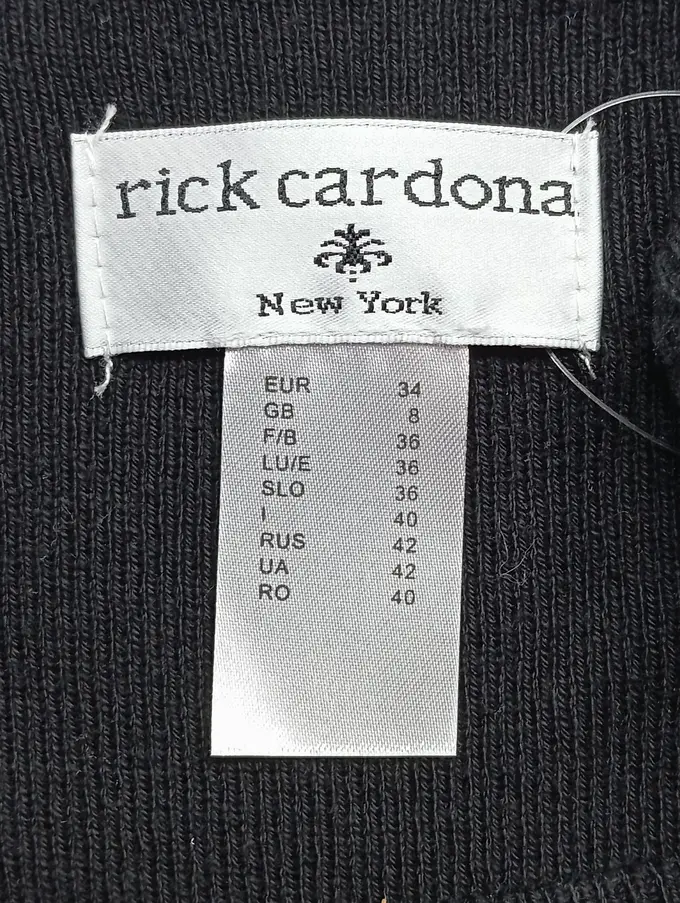 rick cardona
New York
EUR 34
GB 8
F/B 36
LU/E 36
SLO 36
I 40
RUS 42
UA 42
RO 40